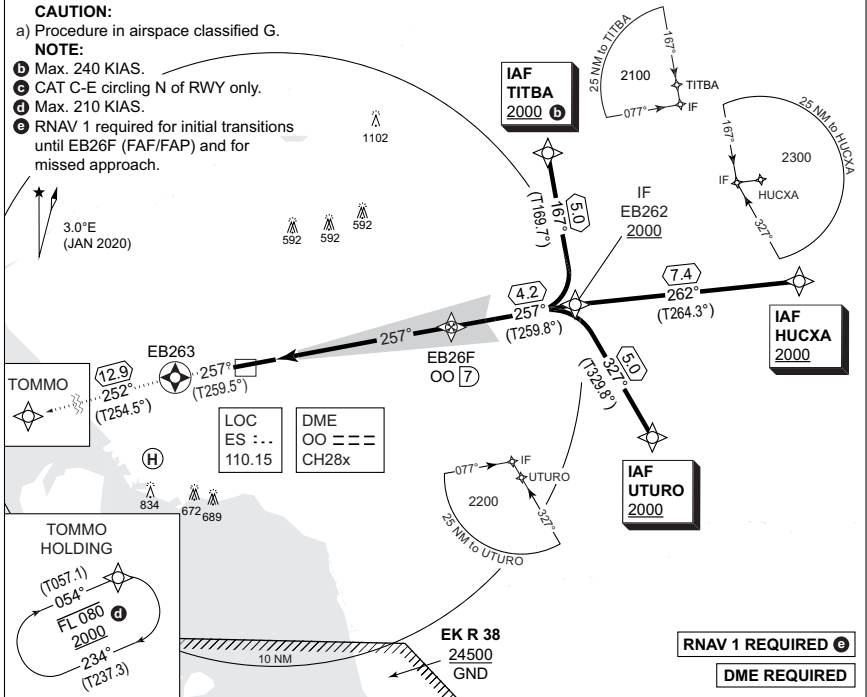 CAUTION:
a) Procedure in airspace classified G.
NOTE:
b Max. 240 KIAS.
c CAT C-E circling N of RWY only.
d Max. 210 KIAS.
e RNAV 1 required for initial transitions
until EB26F (FAF/FAP) and for
missed approach.
3.0°E
(JAN 2020)
1102
592
592
592
IAF
TITBA
2000 b
25 NM to TITBA
167°
2100
TITBA
077°
IF
25 NM to HUCXA
167°
2300
IF
HUCXA
327°
167°
(T169.7°)
5.0
IF
EB262
2000
7.4
262°
(T264.3°)
IAF
HUCXA
2000
4.2
257°
(T259.8°)
257°
EB26F
OO 7
5.0
327°
(T329.8°)
IAF
UTURO
2000
EB263
257°
(T259.5°)
TOMMO
12.9
252°
(T254.5°)
LOC
ES :..
110.15
DME
OO ===
CH28x
H
834
672
689
077°
IF
UTURO
2200
327°
25 NM to UTURO
TOMMO
HOLDING
(T057.1)
054°
FL 080 d
2000
234°
(T237.3)
10 NM
EK R 38
24500
GND
RNAV 1 REQUIRED e
DME REQUIRED